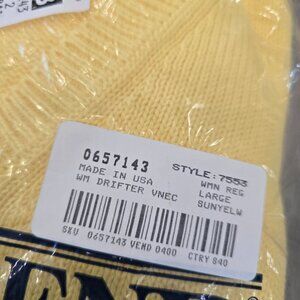 0657143 STYLE: 7553
MADE IN USA WMN REG
WM DRIFTER VNEC LARGE
SUNYELW
SKU 0657143 VEND 0400 CTRY 840